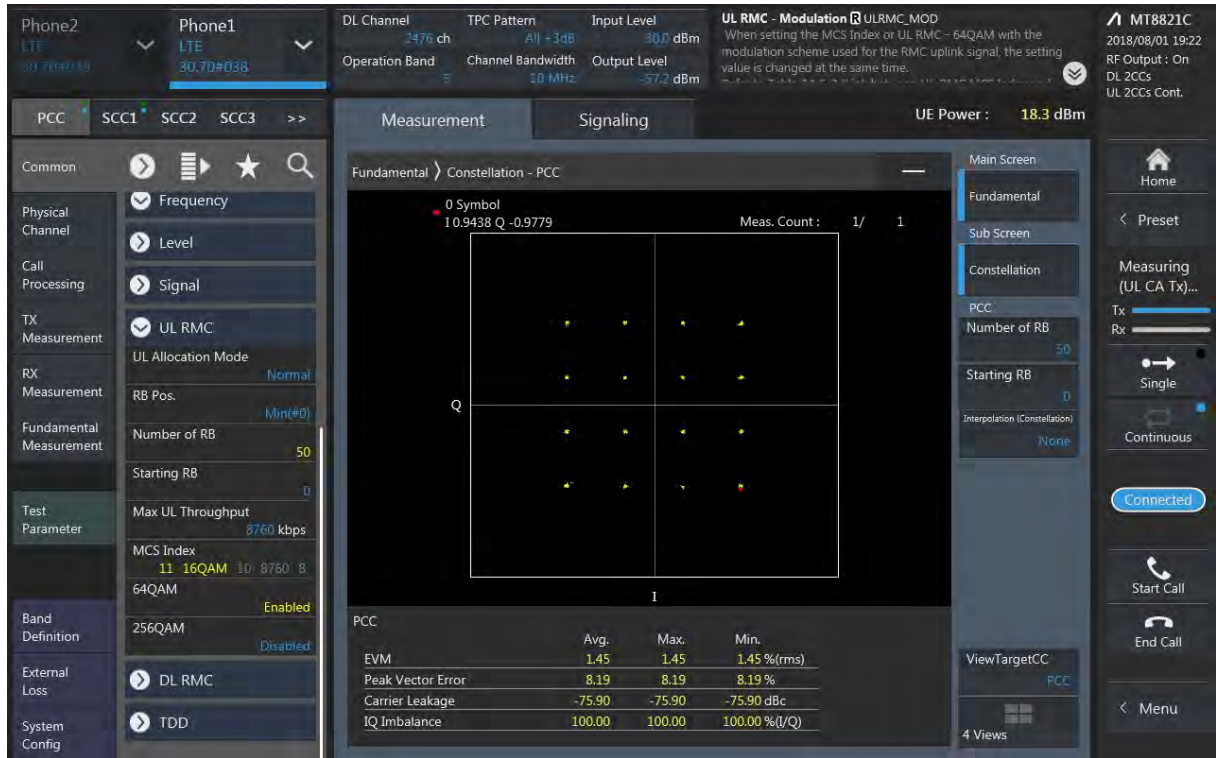 Phone2
LTE
Phone1
LTE
30.70#038
DL Channel
2476 ch
TPC Pattern
All +3dB
Input Level
30.0 dBm
Operation Band
5
Channel Bandwidth
10 MHz
Output Level
-57.2 dBm
UL RMC - Modulation R ULRMC_MOD
When setting the MCS Index or UL RMC - 64QAM with the
modulation scheme used for the RMC uplink signal, the setting
value is changed at the same time.
MT8821C
2018/08/01 19:22
RF Output : On
DL 2CCs
UL 2CCs Cont.
PCC SCC1 SCC2 SCC3 >>
Measurement
Signaling
UE Power : 18.3 dBm
Common
Physical
Channel
Call
Processing
TX
Measurement
RX
Measurement
Fundamental
Measurement
Test
Parameter
Band
Definition
External
Loss
System
Config
Frequency
Level
Signal
UL RMC
UL Allocation Mode
Normal
RB Pos.
Min(#0)
Number of RB
50
Starting RB
0
Max UL Throughput
8760 kbps
MCS Index
11 16QAM 10 8760 8
64QAM
Enabled
256QAM
Disabled
DL RMC
TDD
Fundamental Constellation - PCC
0 Symbol
I 0.9438 Q -0.9779
Meas. Count : 1/ 1
Q
I
PCC
Avg. Max. Min.
EVM 1.45 1.45 1.45 %(rms)
Peak Vector Error 8.19 8.19 8.19 %
Carrier Leakage -75.90 -75.90 -75.90 dBc
IQ Imbalance 100.00 100.00 100.00 %(I/Q)
Main Screen
Fundamental
Sub Screen
Constellation
PCC
Number of RB
50
Starting RB
0
Interpolation (Constellation)
None
ViewTargetCC
PCC
4 Views
Home
< Preset
Measuring
(UL CA Tx)...
Tx
Rx
Single
Continuous
Connected
Start Call
End Call
< Menu